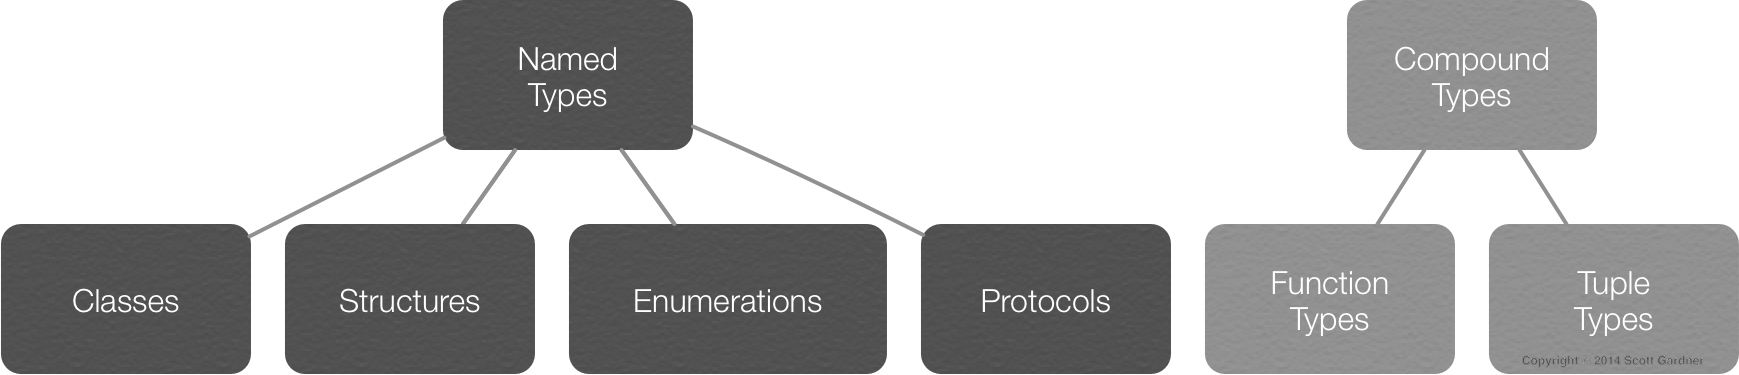 Named
Types
Compound
Types
Classes
Structures
Enumerations
Protocols
Function
Types
Tuple
Types
Copyright © 2014 Scott Gardner